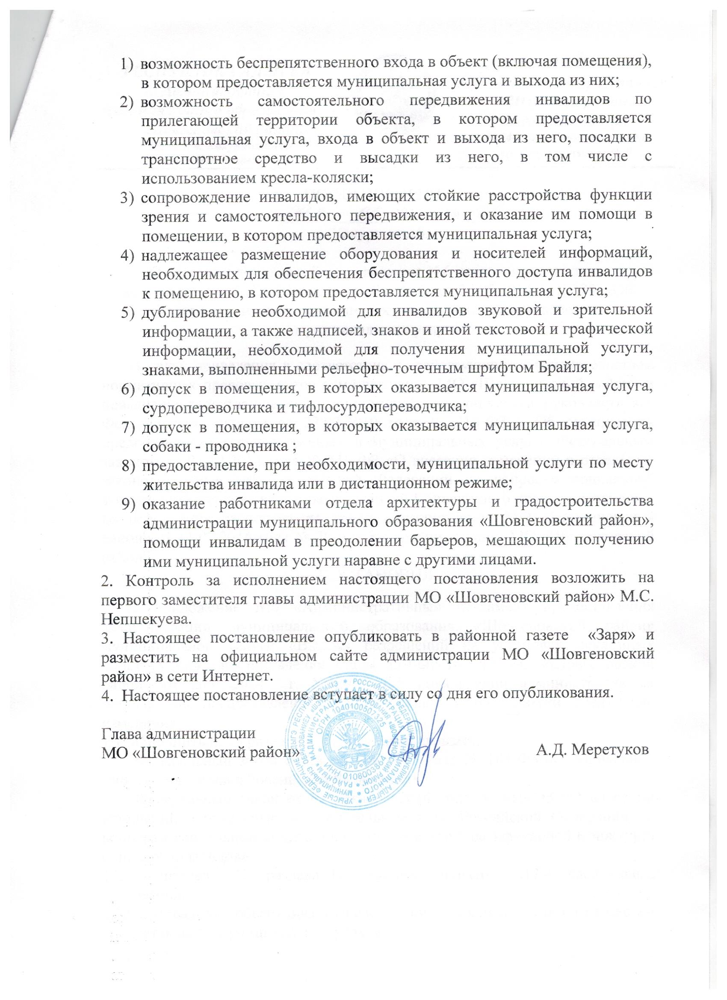 1) возможность беспрепятственного входа в объект (включая помещения),
в котором предоставляется муниципальная услуга и выхода из них;
2) возможность самостоятельного передвижения инвалидов по
прилегающей территории объекта, в котором предоставляется
муниципальная услуга, входа в объект и выхода из него, посадки в
транспортное средство и высадки из него, в том числе с
использованием кресла-коляски;
3) сопровождение инвалидов, имеющих стойкие расстройства функции
зрения и самостоятельного передвижения, и оказание им помощи в
помещении, в котором предоставляется муниципальная услуга;
4) надлежащее размещение оборудования и носителей информаций,
необходимых для обеспечения беспрепятственного доступа инвалидов
к помещению, в котором предоставляется муниципальная услуга;
5) дублирование необходимой для инвалидов звуковой и зрительной
информации, а также надписей, знаков и иной текстовой и графической
информации, необходимой для получения муниципальной услуги,
знаками, выполненными рельефно-точечным шрифтом Брайля;
6) допуск в помещения, в которых оказывается муниципальная услуга,
сурдопереводчика и тифлосурдопереводчика;
7) допуск в помещения, в которых оказывается муниципальная услуга,
собаки - проводника ;
8) предоставление, при необходимости, муниципальной услуги по месту
жительства инвалида или в дистанционном режиме;
9) оказание работниками отдела архитектуры и градостроительства
администрации муниципального образования «Шовгеновский район»,
помощи инвалидам в преодолении барьеров, мешающих получению
ими муниципальной услуги наравне с другими лицами.
2. Контроль за исполнением настоящего постановления возложить на
первого заместителя главы администрации МО «Шовгеновский район» М.С.
Непшекуева.
3. Настоящее постановление опубликовать в районной газете «Заря» и
разместить на официальном сайте администрации МО «Шовгеновский
район» в сети Интернет.
4. Настоящее постановление вступает в силу со дня его опубликования.
Глава администрации
МО «Шовгеновский район» А.Д. Меретуков
РОССИЙСКАЯ ФЕДЕРАЦИЯ РЕСПУБЛИКА АДЫГЕЯ
АДМИНИСТРАЦИЯ МУНИЦИПАЛЬНОГО
ОБРАЗОВАНИЯ «ШОВГЕНОВСКИЙ РАЙОН»
ОГРН 1040100507325
ИНН 0108003864